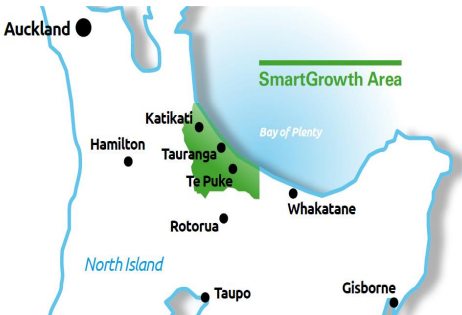 Auckland
SmartGrowth Area
Katikati
Bay of Plenty
Hamilton
Tauranga
Te Puke
Whakatane
Rotorua
North Island
Gisborne
Taupo